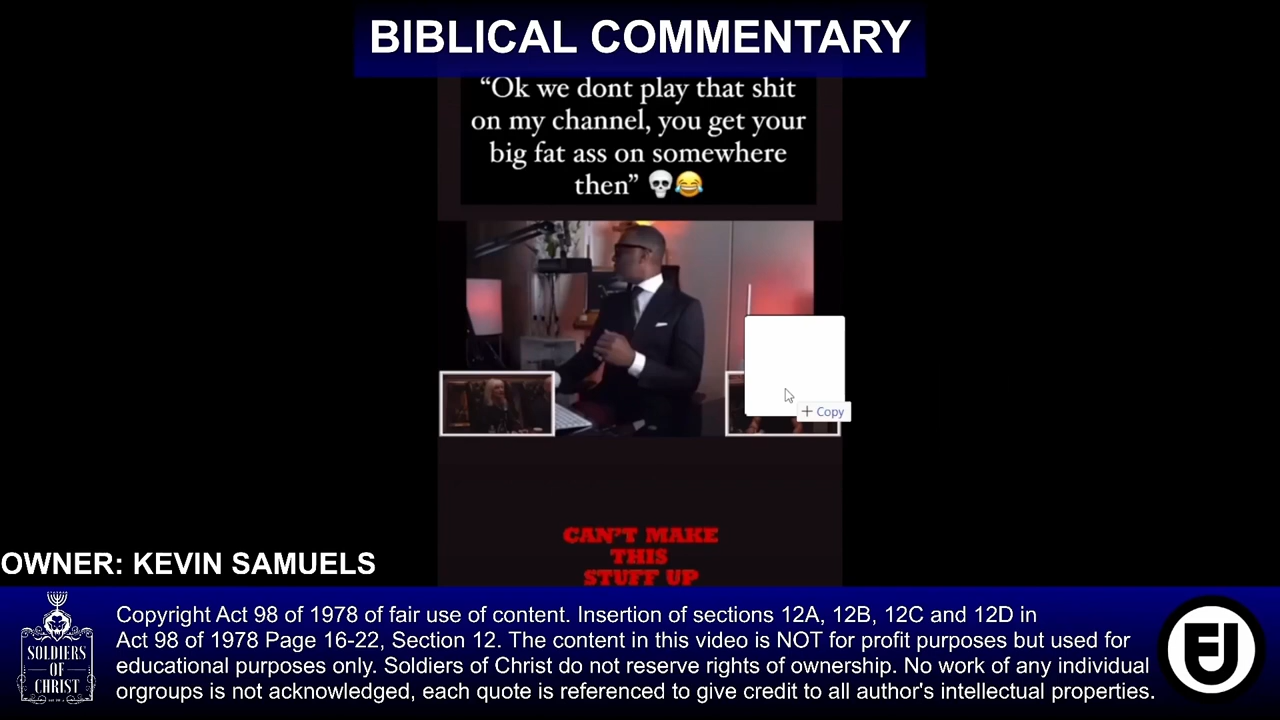 BIBLICAL COMMENTARY
“Ok we dont play that shit
on my channel, you get your
big fat ass on somewhere
then” 💀😂
+ Copy
CAN'T MAKE
THIS
STUFF UP
OWNER: KEVIN SAMUELS
SOLDIERS
OF
CHRIST
Copyright Act 98 of 1978 of fair use of content. Insertion of sections 12A, 12B, 12C and 12D in
Act 98 of 1978 Page 16-22, Section 12. The content in this video is NOT for profit purposes but used for
educational purposes only. Soldiers of Christ do not reserve rights of ownership. No work of any individual
orgroups is not acknowledged, each quote is referenced to give credit to all author's intellectual properties.